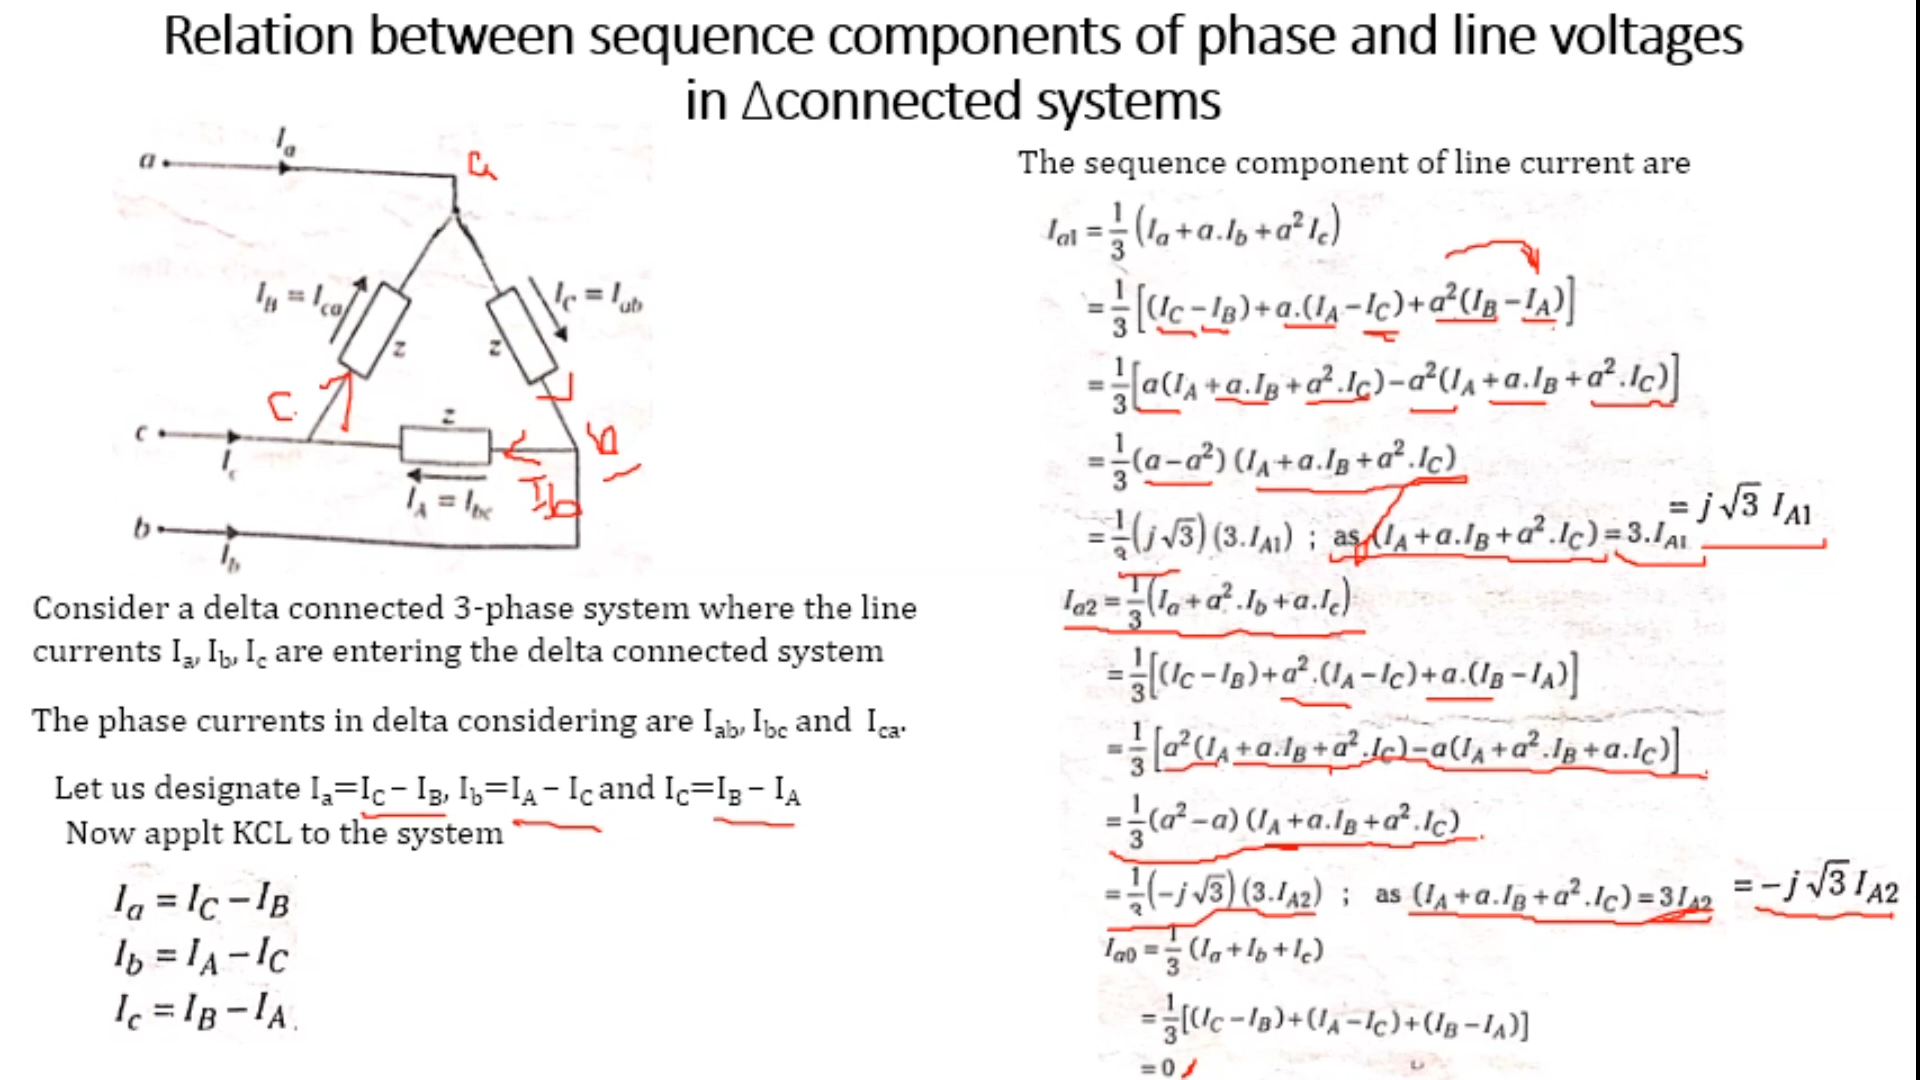 Relation between sequence components of phase and line voltages
in Δconnected systems
a
I_a
a
I_B = I_ca
z
z
I_C = I_ab
C
c
I_c
z
b
I_A = I_bc
Ib
b
I_b
Consider a delta connected 3-phase system where the line
currents I_a, I_b, I_c are entering the delta connected system
The phase currents in delta considering are I_ab, I_bc and I_ca.
Let us designate I_a=I_C – I_B, I_b=I_A – I_C and I_C=I_B – I_A
Now applt KCL to the system
I_a = I_C – I_B
I_b = I_A – I_C
I_c = I_B – I_A.
The sequence component of line current are
I_a1 = 1/3 (I_a + a.I_b + a² I_c)
= 1/3 [(I_C – I_B) + a.(I_A – I_C) + a²(I_B – I_A)]
= 1/3 [a(I_A + a.I_B + a².I_C) – a²(I_A + a.I_B + a².I_C)]
= 1/3 (a – a²) (I_A + a.I_B + a².I_C)
= 1/3 (j√3) (3.I_A1) ; as (I_A + a.I_B + a².I_C) = 3.I_A1 = j√3 I_A1
I_a2 = 1/3 (I_a + a².I_b + a.I_c)
= 1/3 [(I_C – I_B) + a².(I_A – I_C) + a.(I_B – I_A)]
= 1/3 [a²(I_A + a.I_B + a².I_C) – a(I_A + a².I_B + a.I_C)]
= 1/3 (a² – a) (I_A + a.I_B + a².I_C)
= 1/3 (–j√3) (3.I_A2) ; as (I_A + a.I_B + a².I_C) = 3I_A2 = –j√3 I_A2
I_a0 = 1/3 (I_a + I_b + I_c)
= 1/3 [(I_C – I_B) + (I_A – I_C) + (I_B – I_A)]
= 0